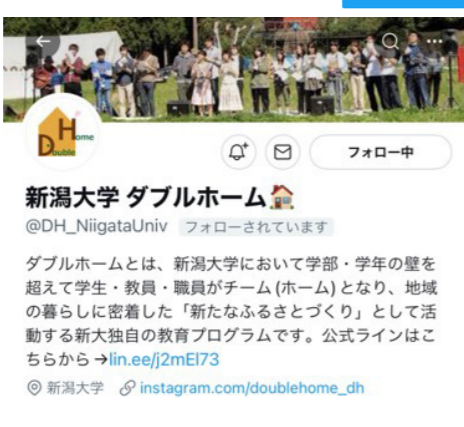 Double Home
フォロー中
新潟大学 ダブルホーム🏠
@DH_NiigataUniv フォローされています
ダブルホームとは、新潟大学において学部・学年の壁を
超えて学生・教員・職員がチーム(ホーム)となり、地域
の暮らしに密着した「新たなふるさとづくり」として活
動する新大独自の教育プログラムです。公式ラインはこ
ちらから→lin.ee/j2mEl73
新潟大学 instagram.com/doublehome_dh